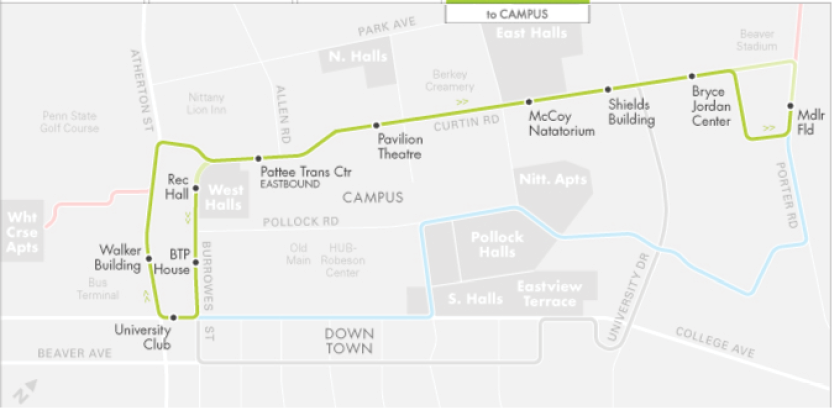 to CAMPUS
PARK AVE
East Halls
Beaver
Stadium
N. Halls
ATHERTON ST
Berkey
Creamery
>>
Nittany
Lion Inn
ALLEN RD
Bryce
Jordan
Center
Shields
Building
McCoy
Natatorium
Mdlr
Fld
>>
Penn State
Golf Course
CURTIN RD
Pavilion
Theatre
Pattee Trans Ctr
EASTBOUND
Rec
Hall
West
Halls
CAMPUS
Nitt. Apts
PORTER RD
Wht
Crse
Apts
>>
POLLOCK RD
Walker
Building
BTP
House
BURROWES ST
Old
Main
HUB-
Robeson
Center
Pollock
Halls
Bus
Terminal
>>
S. Halls
Eastview
Terrace
UNIVERSITY DR
University
Club
DOWN
TOWN
COLLEGE AVE
BEAVER AVE
N